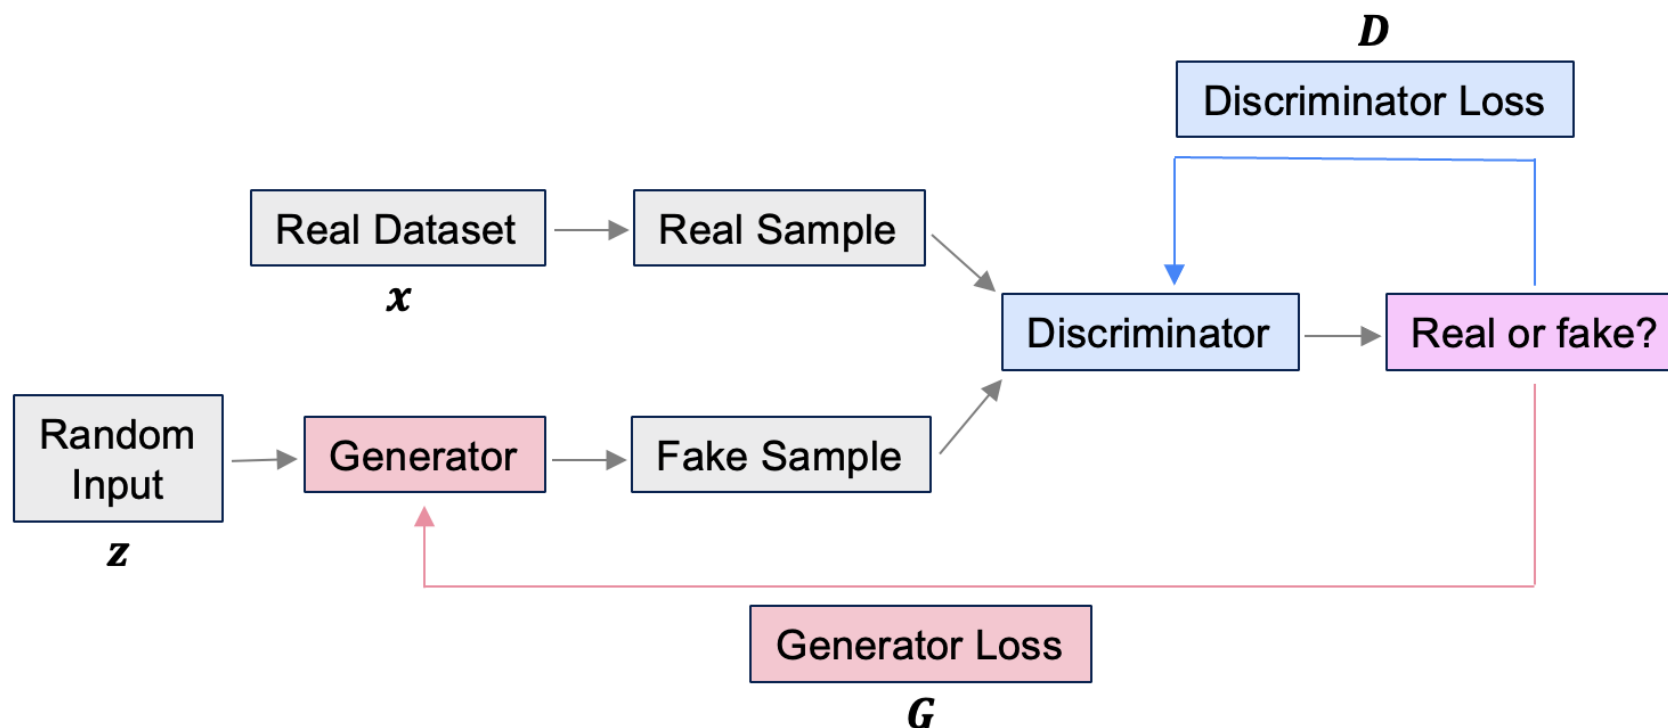 D
Discriminator Loss
Real Dataset
Real Sample
x
Discriminator
Real or fake?
Random
Input
Generator
Fake Sample
z
Generator Loss
G